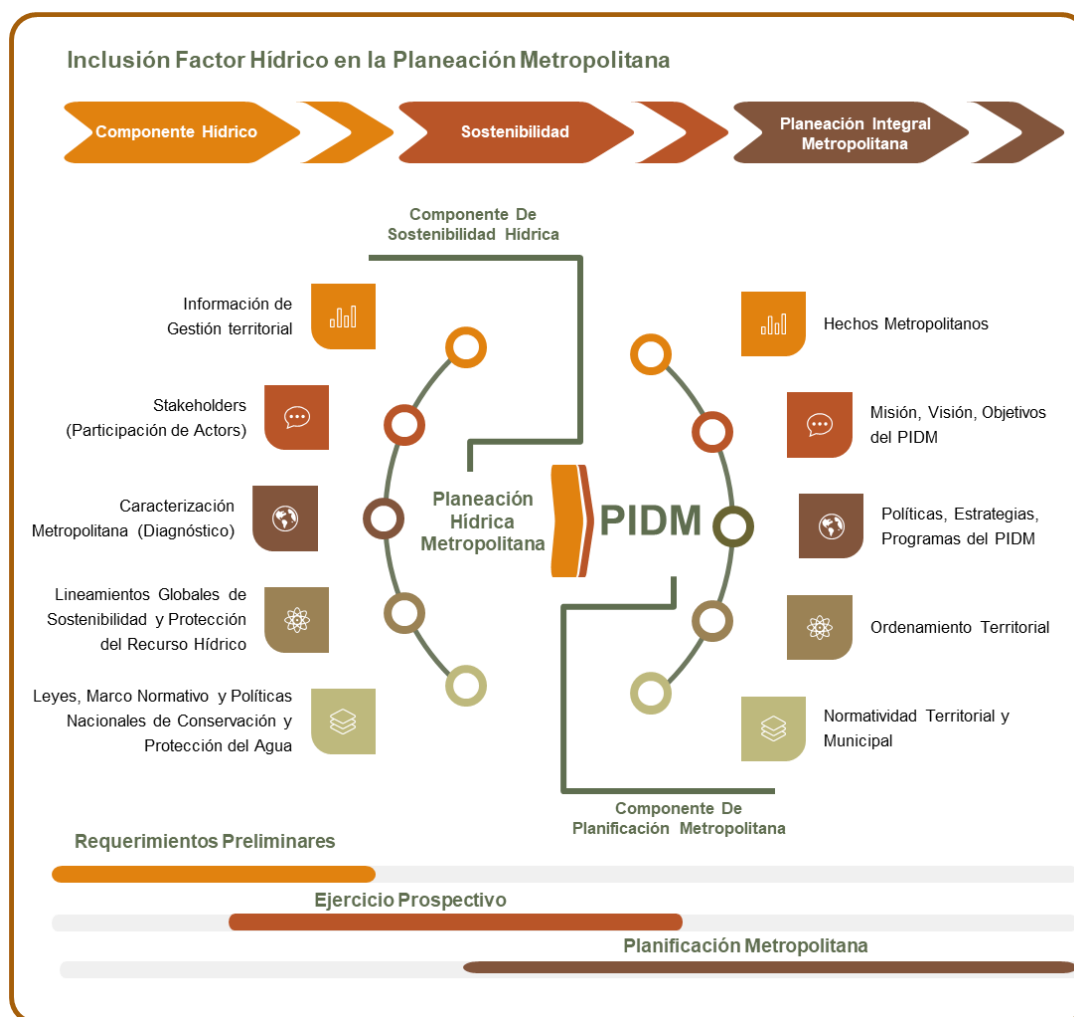 Inclusión Factor Hídrico en la Planeación Metropolitana
Componente Hídrico
Sostenibilidad
Planeación Integral
Metropolitana
Componente De
Sostenibilidad Hídrica
Información de
Gestión territorial
Stakeholders
(Participación de Actors)
Caracterización
Metropolitana (Diagnóstico)
Lineamientos Globales de
Sostenibilidad y Protección
del Recurso Hídrico
Leyes, Marco Normativo y Políticas
Nacionales de Conservación y
Protección del Agua
Planeación
Hídrica
Metropolitana
PIDM
Hechos Metropolitanos
Misión, Visión, Objetivos
del PIDM
Políticas, Estrategias,
Programas del PIDM
Ordenamiento Territorial
Normatividad Territorial y
Municipal
Componente De
Planificación Metropolitana
Requerimientos Preliminares
Ejercicio Prospectivo
Planificación Metropolitana